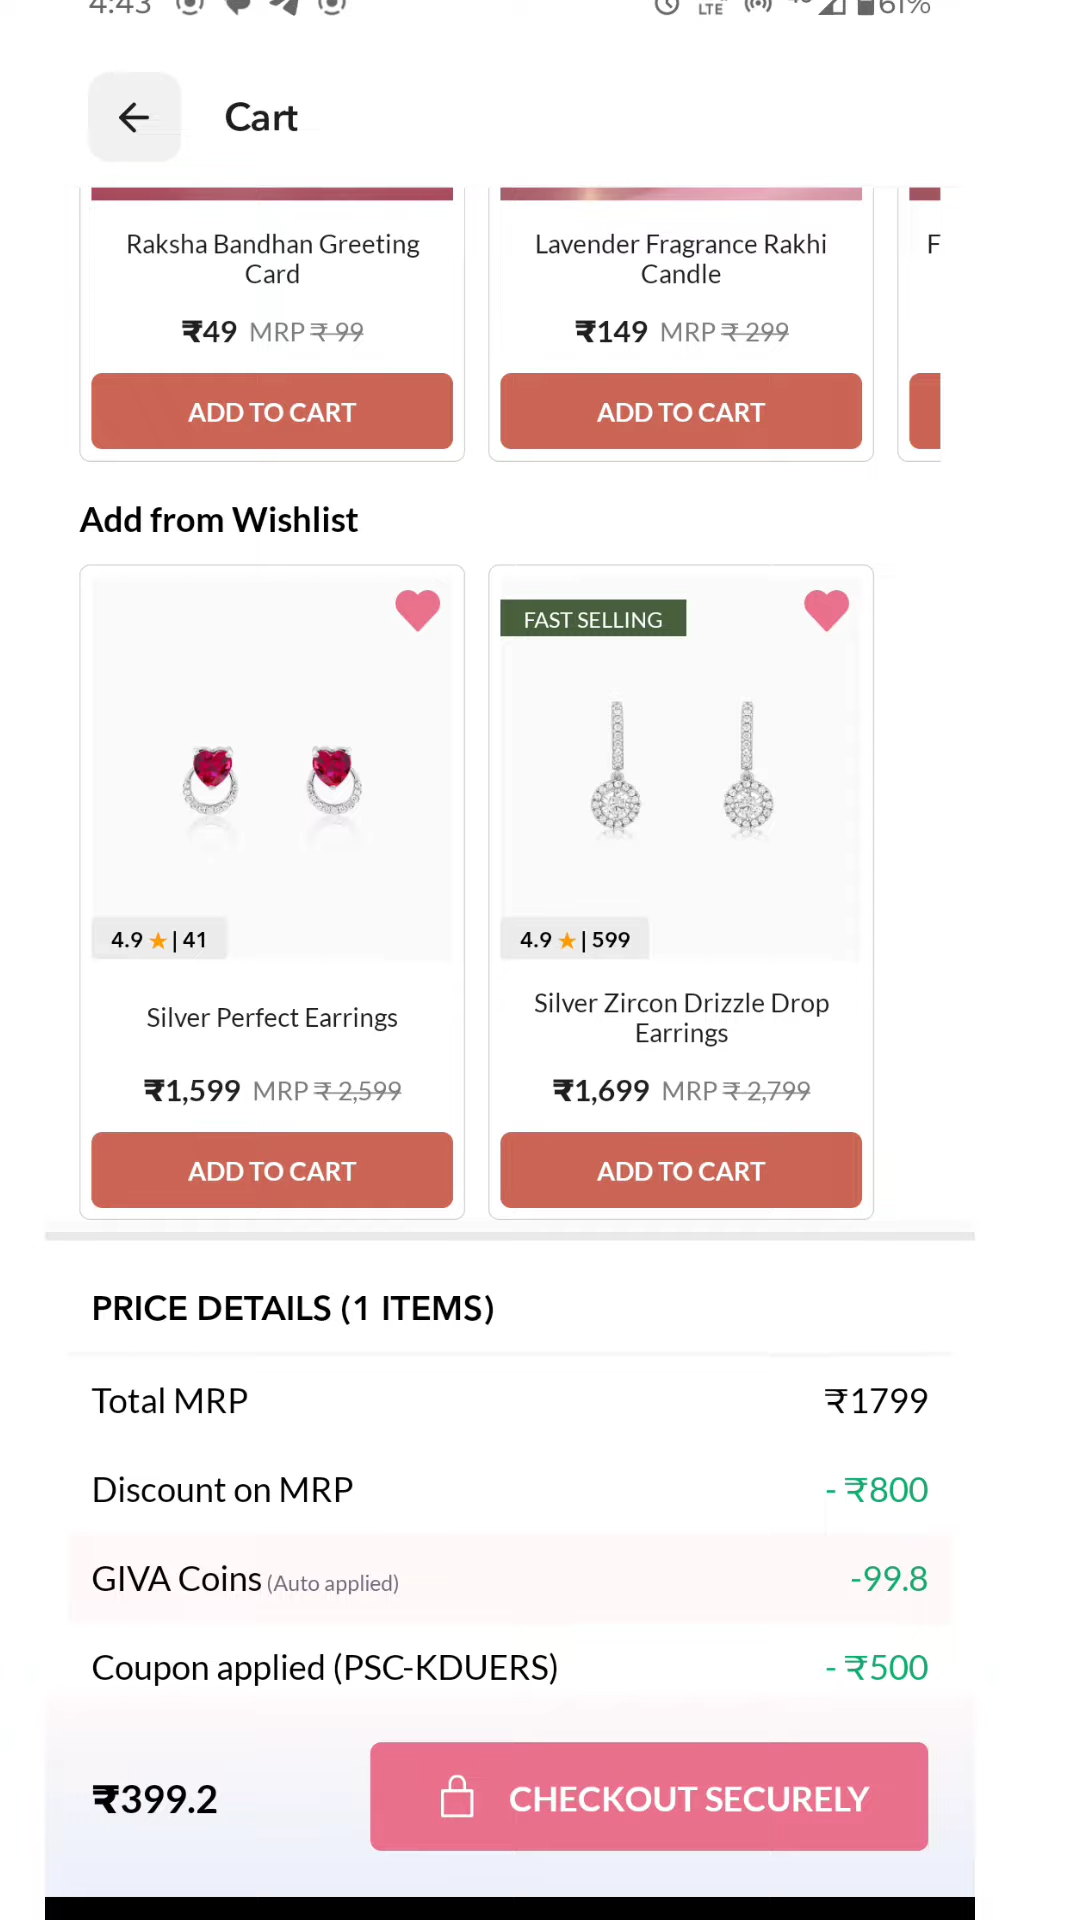 4:43
LTE
61%
Cart
Raksha Bandhan Greeting
Card
₹49 MRP ₹ 99
ADD TO CART
Lavender Fragrance Rakhi
Candle
₹149 MRP ₹ 299
ADD TO CART
F
Add from Wishlist
4.9 ★ | 41
Silver Perfect Earrings
₹1,599 MRP ₹ 2,599
ADD TO CART
FAST SELLING
4.9 ★ | 599
Silver Zircon Drizzle Drop
Earrings
₹1,699 MRP ₹ 2,799
ADD TO CART
PRICE DETAILS (1 ITEMS)
Total MRP ₹1799
Discount on MRP - ₹800
GIVA Coins (Auto applied) -99.8
Coupon applied (PSC-KDUERS) - ₹500
₹399.2 CHECKOUT SECURELY